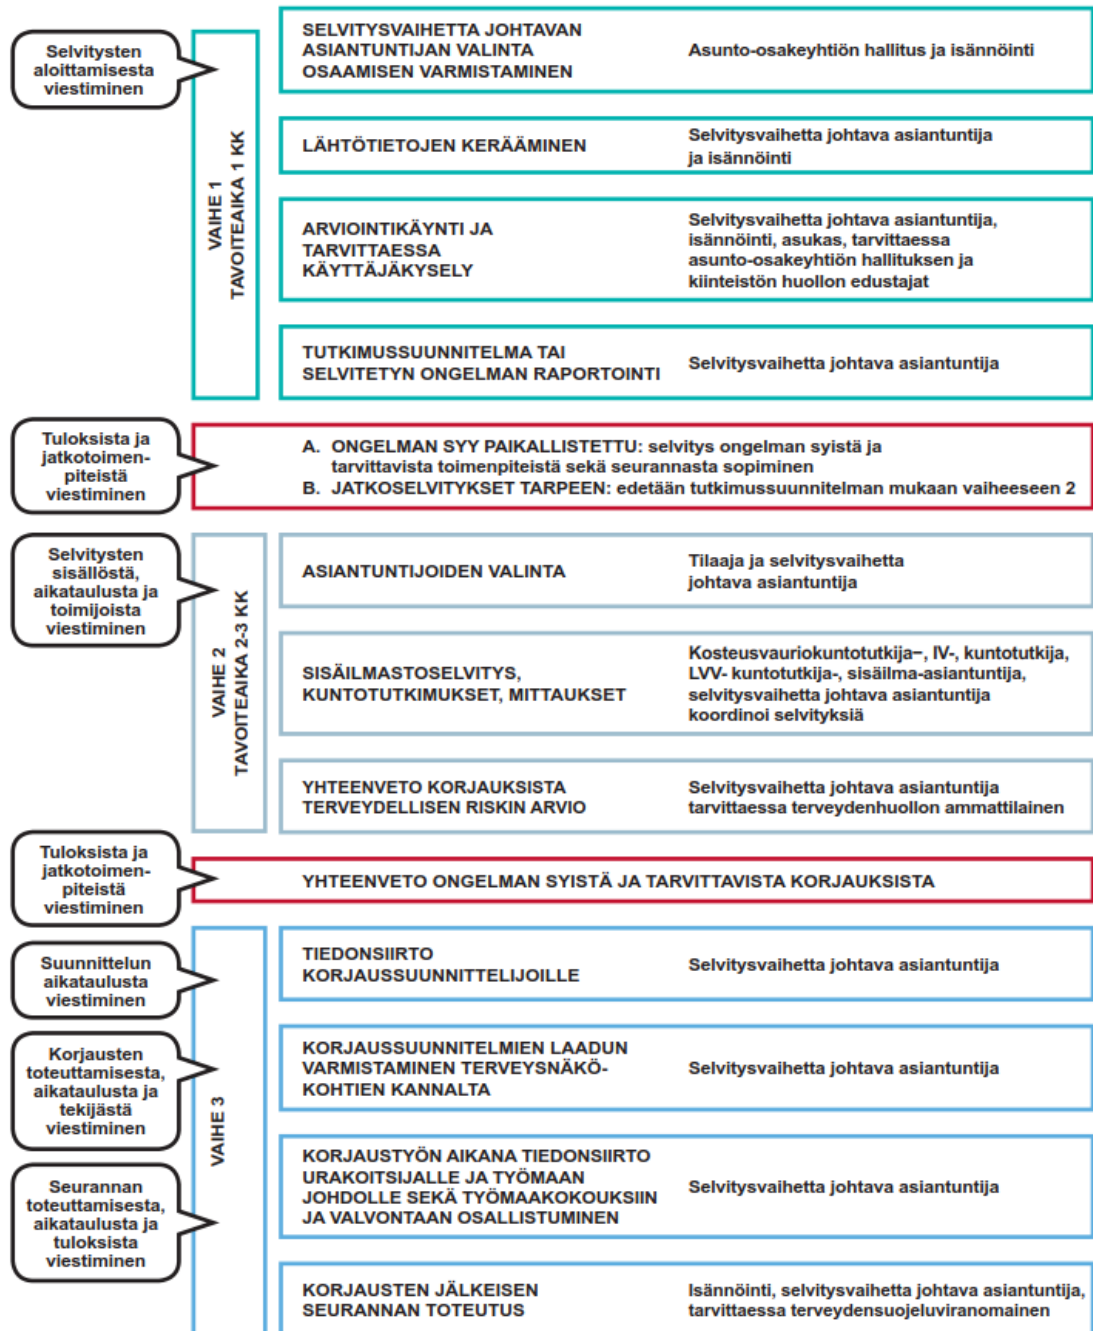 Selvitysten
aloittamisesta
viestiminen
VAIHE 1
TAVOITEAIKA 1 KK
SELVITYSVAIHETTA JOHTAVAN
ASIANTUNTIJAN VALINTA
OSAAMISEN VARMISTAMINEN
Asunto-osakeyhtiön hallitus ja isännöinti
LÄHTÖTIETOJEN KERÄÄMINEN
Selvitysvaihetta johtava asiantuntija
ja isännöinti
ARVIOINTIKÄYNTI JA
TARVITTAESSA
KÄYTTÄJÄKYSELY
Selvitysvaihetta johtava asiantuntija,
isännöinti, asukas, tarvittaessa
asunto-osakeyhtiön hallituksen ja
kiinteistön huollon edustajat
TUTKIMUSSUUNNITELMA TAI
SELVITETYN ONGELMAN RAPORTOINTI
Selvitysvaihetta johtava asiantuntija
Tuloksista ja
jatkotoimen-
piteistä
viestiminen
A. ONGELMAN SYY PAIKALLISTETTU: selvitys ongelman syistä ja
tarvittavista toimenpiteistä sekä seurannasta sopiminen
B. JATKOSELVITYKSET TARPEEN: edetään tutkimussuunnitelman mukaan vaiheeseen 2
Selvitysten
sisällöstä,
aikataulusta ja
toimijoista
viestiminen
VAIHE 2
TAVOITEAIKA 2-3 KK
ASIANTUNTIJOIDEN VALINTA
Tilaaja ja selvitysvaihetta
johtava asiantuntija
SISÄILMASTOSELVITYS,
KUNTOTUTKIMUKSET, MITTAUKSET
Kosteusvauriokuntotutkija–, IV-, kuntotutkija,
LVV- kuntotutkija-, sisäilma-asiantuntija,
selvitysvaihetta johtava asiantuntija
koordinoi selvityksiä
YHTEENVETO KORJAUKSISTA
TERVEYDELLISEN RISKIN ARVIO
Selvitysvaihetta johtava asiantuntija
tarvittaessa terveydenhuollon ammattilainen
Tuloksista ja
jatkotoimen-
piteistä
viestiminen
YHTEENVETO ONGELMAN SYISTÄ JA TARVITTAVISTA KORJAUKSISTA
Suunnittelun
aikataulusta
viestiminen
Korjausten
toteuttamisesta,
aikataulusta ja
tekijästä
viestiminen
Seurannan
toteuttamisesta,
aikataulusta ja
tuloksista
viestiminen
VAIHE 3
TIEDONSIIRTO
KORJAUSSUUNNITTELIJOILLE
Selvitysvaihetta johtava asiantuntija
KORJAUSSUUNNITELMIEN LAADUN
VARMISTAMINEN TERVEYSNÄKÖ-
KOHTIEN KANNALTA
Selvitysvaihetta johtava asiantuntija
KORJAUSTYÖN AIKANA TIEDONSIIRTO
URAKOITSIJALLE JA TYÖMAAN
JOHDOLLE SEKÄ TYÖMAAKOKOUKSIIN
JA VALVONTAAN OSALLISTUMINEN
Selvitysvaihetta johtava asiantuntija
KORJAUSTEN JÄLKEISEN
SEURANNAN TOTEUTUS
Isännöinti, selvitysvaihetta johtava asiantuntija,
tarvittaessa terveydensuojeluviranomainen